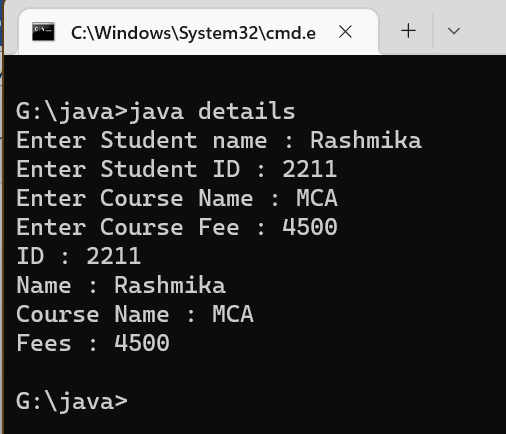 C:\Windows\System32\cmd.e
G:\java>java details
Enter Student name : Rashmika
Enter Student ID : 2211
Enter Course Name : MCA
Enter Course Fee : 4500
ID : 2211
Name : Rashmika
Course Name : MCA
Fees : 4500
G:\java>